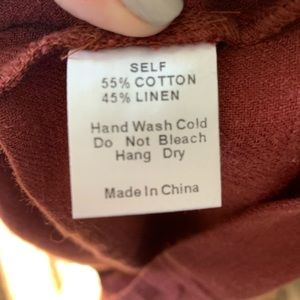 SELF
55% COTTON
45% LINEN
Hand Wash Cold
Do Not Bleach
Hang Dry
Made In China